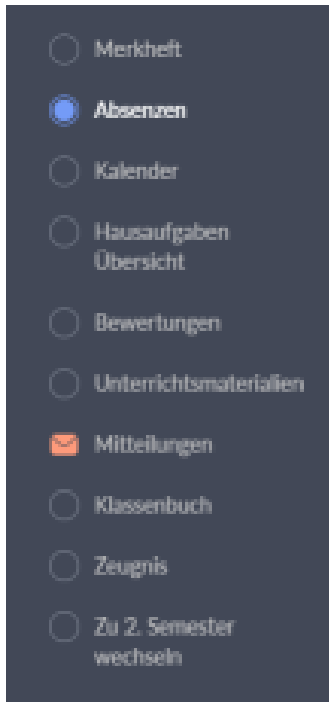 Merkheft
Absenzen
Kalender
Hausaufgaben
Übersicht
Bewertungen
Unterrichtsmaterialien
Mitteilungen
Klassenbuch
Zeugnis
Zu 2. Semester
wechseln